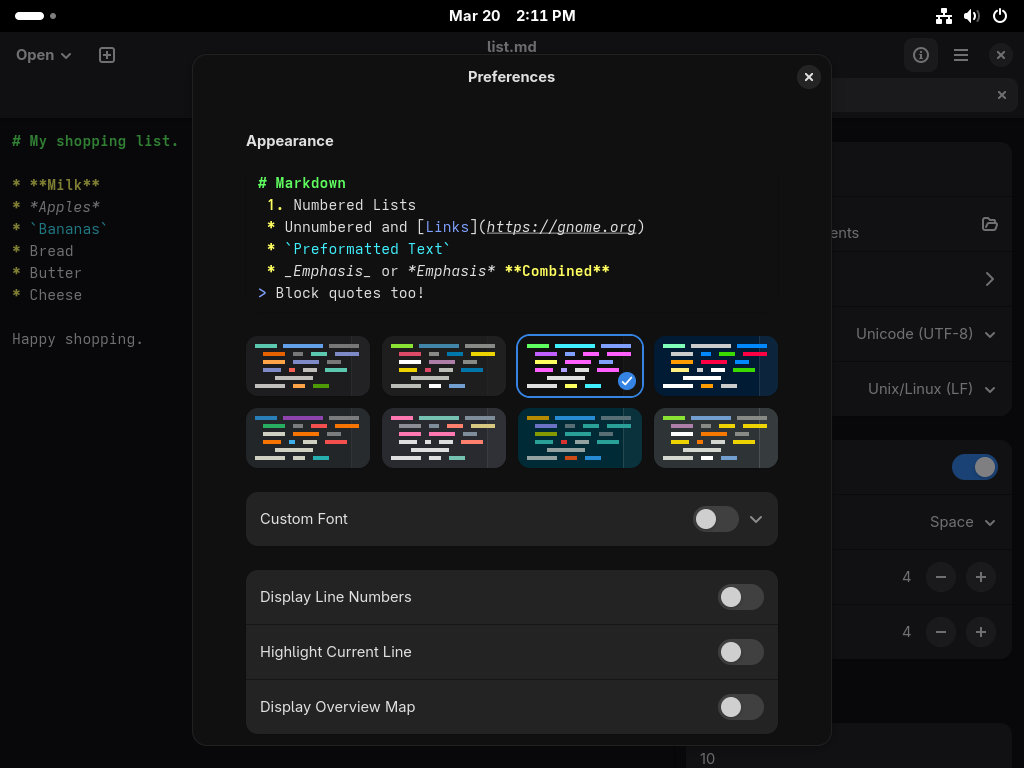 Mar 20 2:11 PM
Open
list.md
Preferences
# My shopping list.
* **Milk**
* *Apples*
* `Bananas`
* Bread
* Butter
* Cheese
Happy shopping.
Appearance
# Markdown
1. Numbered Lists
* Unnumbered and [Links](https://gnome.org)
* `Preformatted Text`
* _Emphasis_ or *Emphasis* **Combined**
> Block quotes too!
Custom Font
Display Line Numbers
Highlight Current Line
Display Overview Map
Unicode (UTF-8)
Unix/Linux (LF)
Space
4
4
10